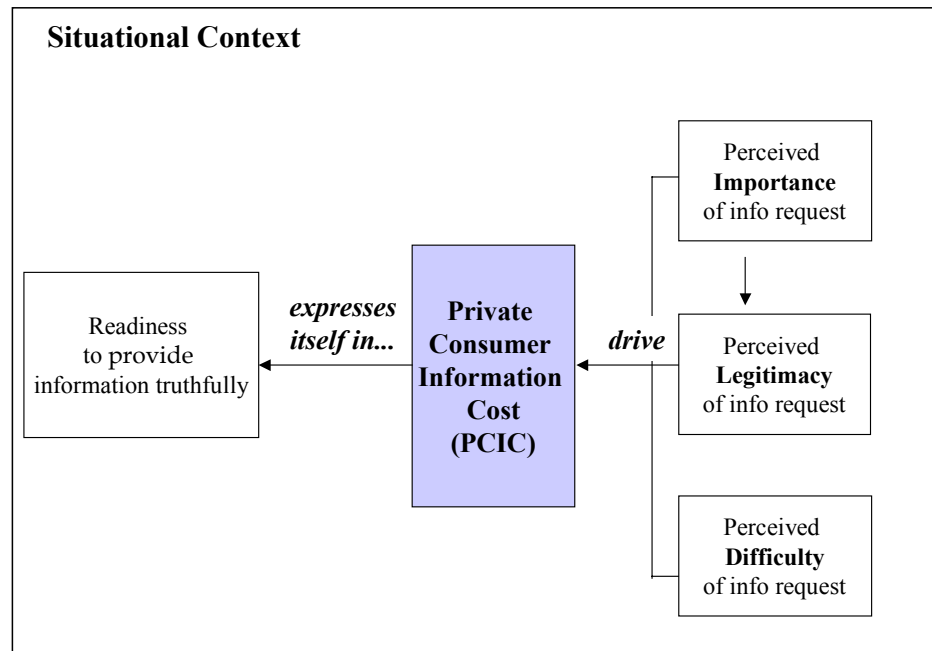 Situational Context
Perceived
Importance
of info request
expresses
itself in...
Private
Consumer
Information
Cost
(PCIC)
drive
Readiness
to provide
information truthfully
Perceived
Legitimacy
of info request
Perceived
Difficulty
of info request